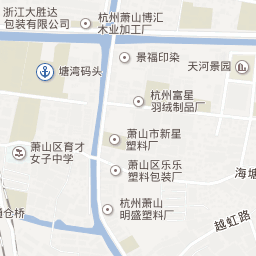 浙江大胜达
包装有限公司
杭州萧山博汇
木业加工厂
景福印染
天河景园
塘湾码头
杭州富星
羽绒制品厂
萧山市新星
塑料厂
萧山区育才
女子中学
萧山区乐乐
塑料包装厂
海塘
杭州萧山
明盛塑料厂
越虹路
仓桥